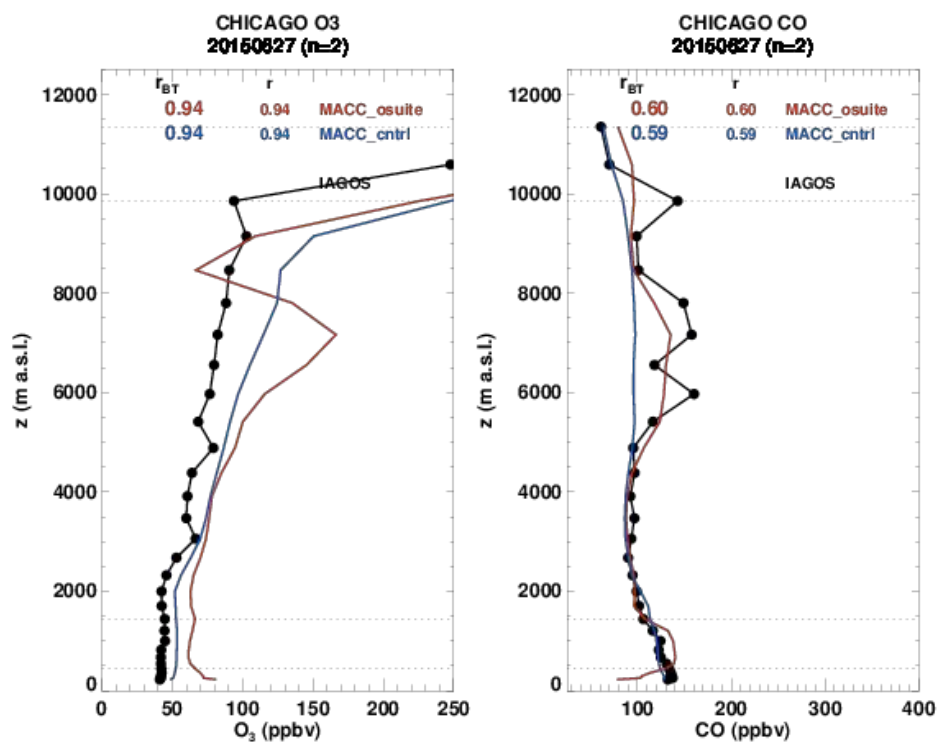 CHICAGO O3
20150627 (n=2)
r_BT r
0.94 0.94 MACC_osuite
0.94 0.94 MACC_cntrl
IAGOS
12000
10000
8000
6000
4000
2000
0
z (m a.s.l.)
0 50 100 150 200 250
O3 (ppbv)
CHICAGO CO
20150627 (n=2)
r_BT r
0.60 0.60 MACC_osuite
0.59 0.59 MACC_cntrl
IAGOS
12000
10000
8000
6000
4000
2000
0
z (m a.s.l.)
100 200 300 400
CO (ppbv)